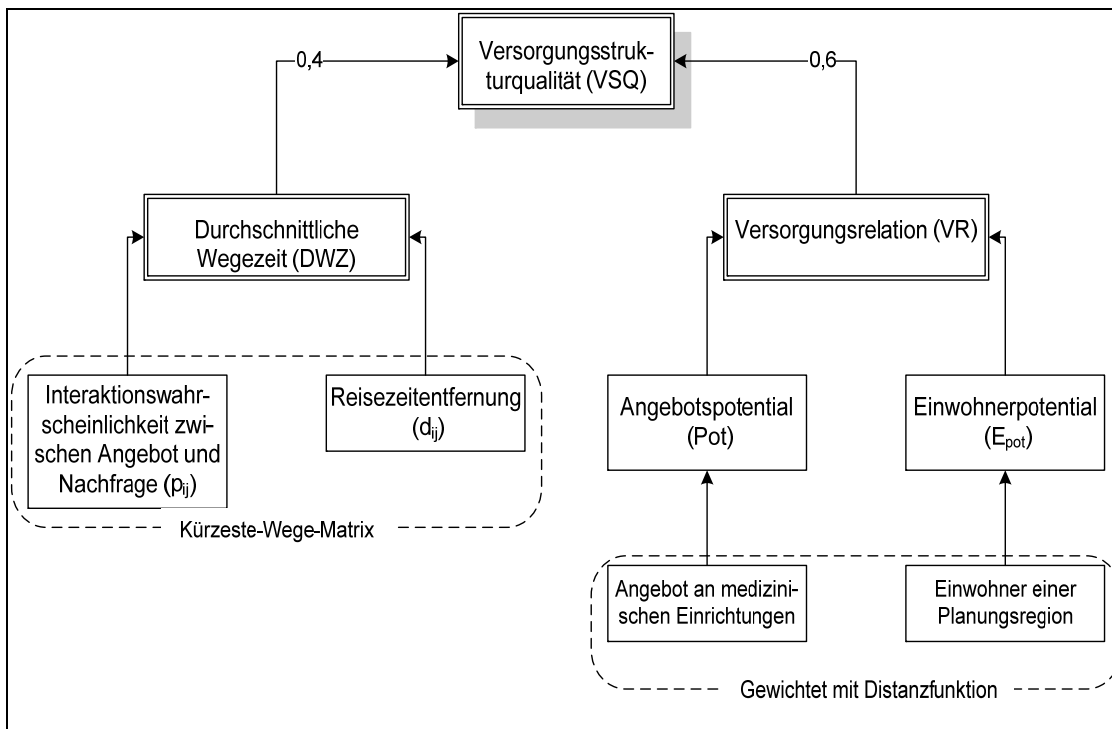 Versorgungsstruk-
turqualität (VSQ)
0,4
0,6
Durchschnittliche
Wegezeit (DWZ)
Versorgungsrelation (VR)
Interaktionswahr-
scheinlichkeit zwi-
schen Angebot und
Nachfrage (pij)
Reisezeitentfernung
(dij)
Angebotspotential
(Pot)
Einwohnerpotential
(Epot)
Kürzeste-Wege-Matrix
Angebot an medizini-
schen Einrichtungen
Einwohner einer
Planungsregion
Gewichtet mit Distanzfunktion